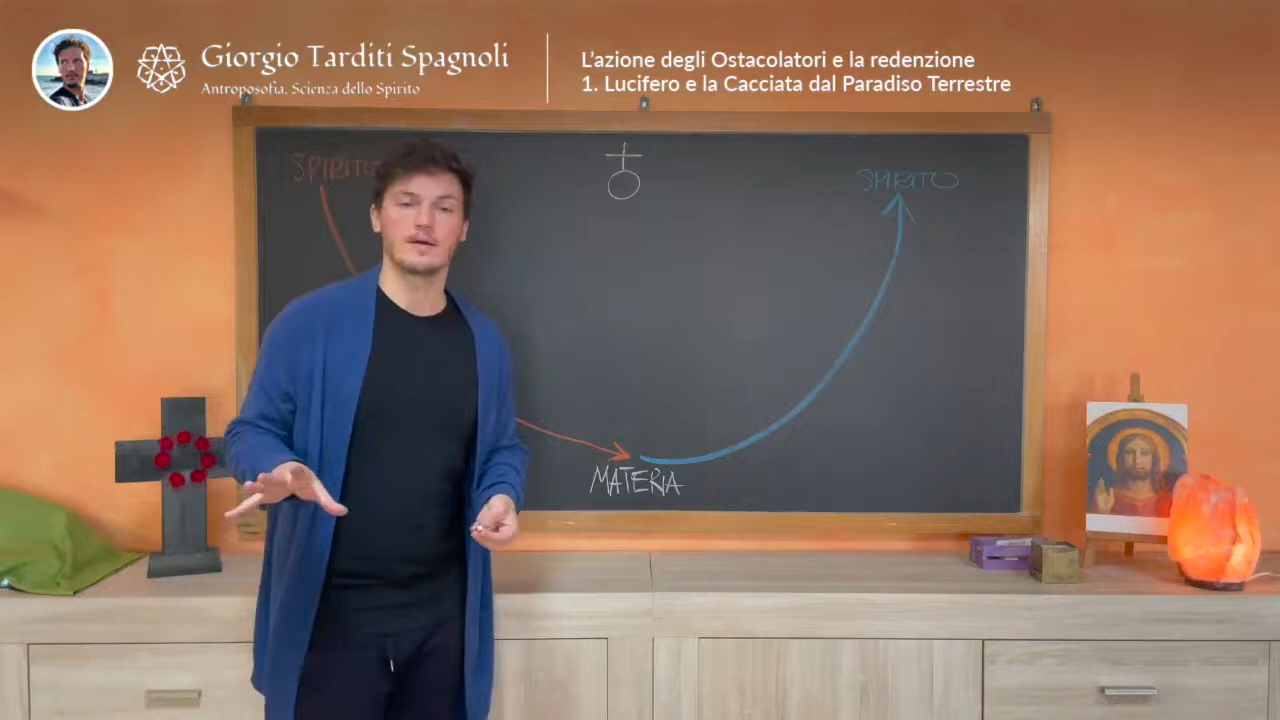 Giorgio Tarditi Spagnoli
Antroposofia, Scienza dello Spirito
L'azione degli Ostacolatori e la redenzione
1. Lucifero e la Cacciata dal Paradiso Terrestre
SPIRITO
SPIRITO
MATERIA